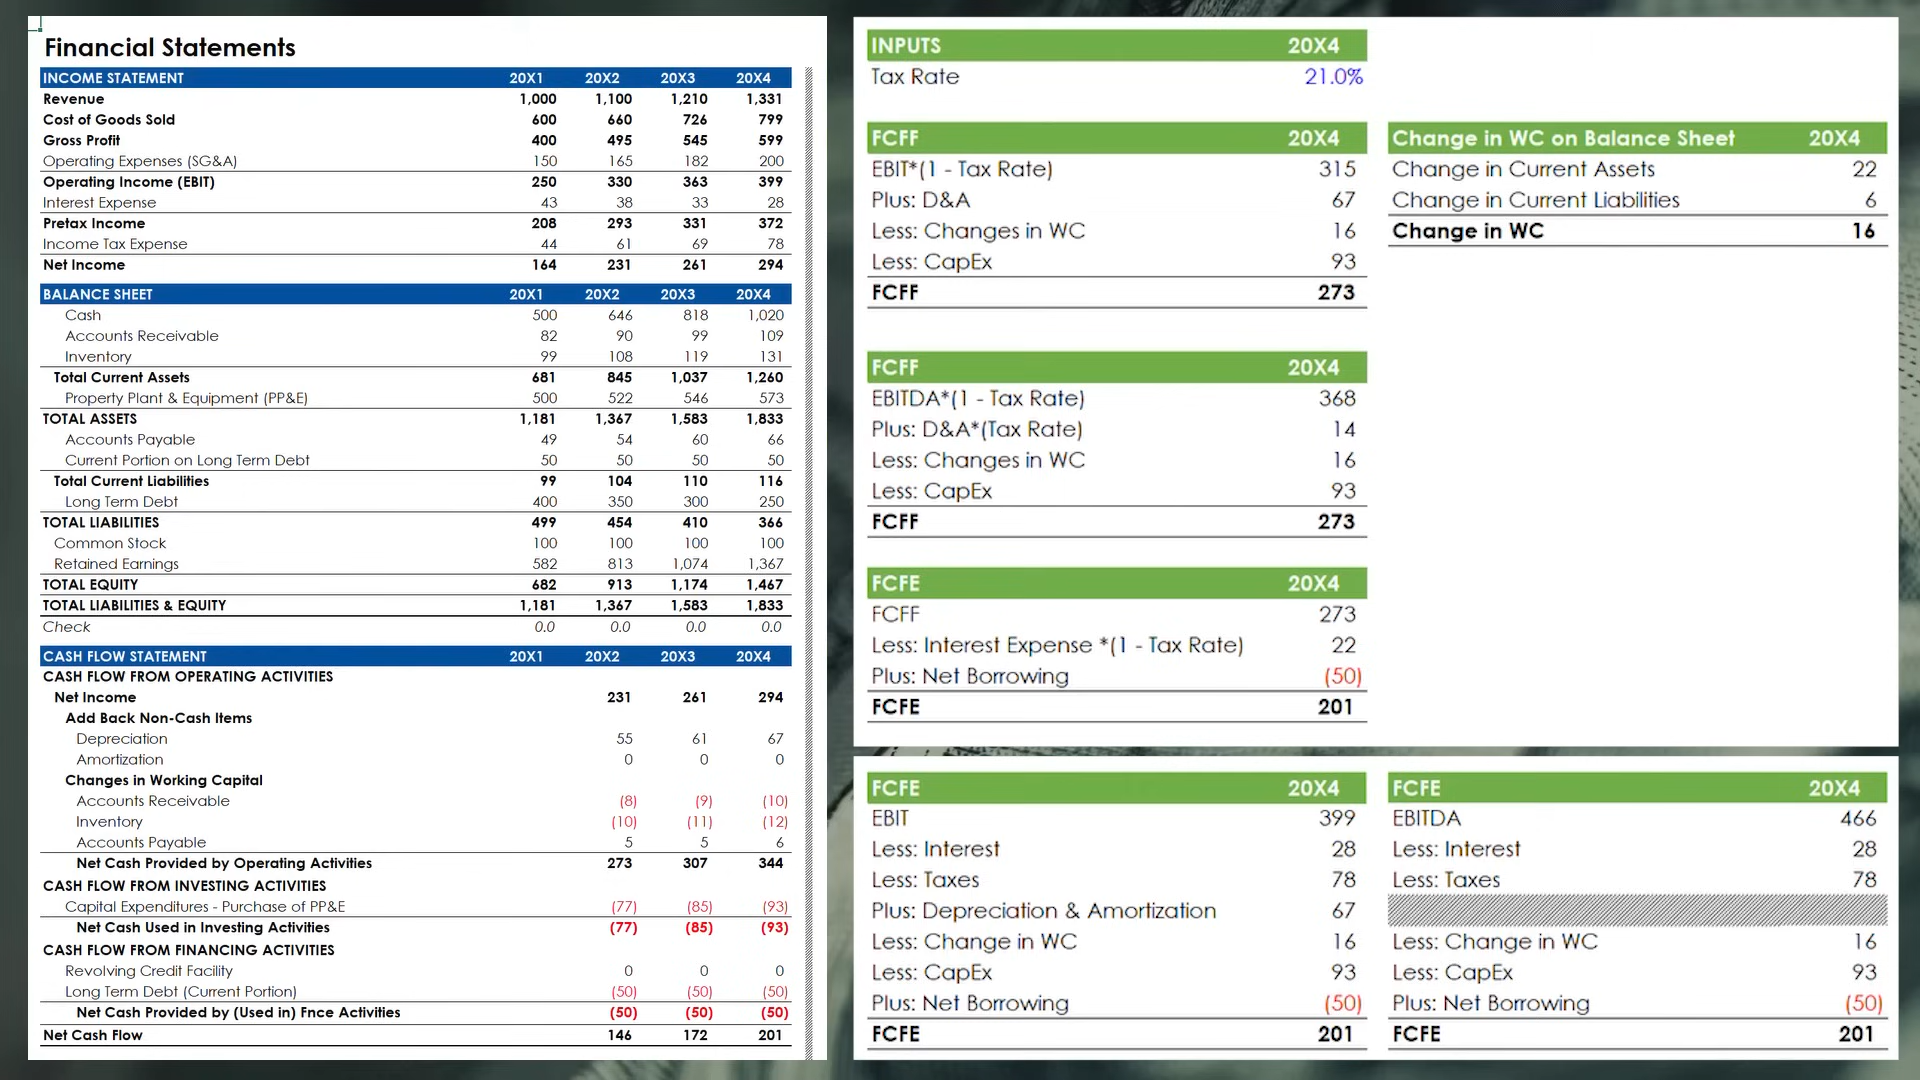 Financial Statements
INCOME STATEMENT 20X1 20X2 20X3 20X4
Revenue 1,000 1,100 1,210 1,331
Cost of Goods Sold 600 660 726 799
Gross Profit 400 495 545 599
Operating Expenses (SG&A) 150 165 182 200
Operating Income (EBIT) 250 330 363 399
Interest Expense 43 38 33 28
Pretax Income 208 293 331 372
Income Tax Expense 44 61 69 78
Net Income 164 231 261 294
BALANCE SHEET 20X1 20X2 20X3 20X4
Cash 500 646 818 1,020
Accounts Receivable 82 90 99 109
Inventory 99 108 119 131
Total Current Assets 681 845 1,037 1,260
Property Plant & Equipment (PP&E) 500 522 546 573
TOTAL ASSETS 1,181 1,367 1,583 1,833
Accounts Payable 49 54 60 66
Current Portion on Long Term Debt 50 50 50 50
Total Current Liabilities 99 104 110 116
Long Term Debt 400 350 300 250
TOTAL LIABILITIES 499 454 410 366
Common Stock 100 100 100 100
Retained Earnings 582 813 1,074 1,367
TOTAL EQUITY 682 913 1,174 1,467
TOTAL LIABILITIES & EQUITY 1,181 1,367 1,583 1,833
Check 0.0 0.0 0.0 0.0
CASH FLOW STATEMENT 20X1 20X2 20X3 20X4
CASH FLOW FROM OPERATING ACTIVITIES
Net Income 231 261 294
Add Back Non-Cash Items
Depreciation 55 61 67
Amortization 0 0 0
Changes in Working Capital
Accounts Receivable (8) (9) (10)
Inventory (10) (11) (12)
Accounts Payable 5 5 6
Net Cash Provided by Operating Activities 273 307 344
CASH FLOW FROM INVESTING ACTIVITIES
Capital Expenditures - Purchase of PP&E (77) (85) (93)
Net Cash Used in Investing Activities (77) (85) (93)
CASH FLOW FROM FINANCING ACTIVITIES
Revolving Credit Facility 0 0 0
Long Term Debt (Current Portion) (50) (50) (50)
Net Cash Provided by (Used in) Fnce Activities (50) (50) (50)
Net Cash Flow 146 172 201
INPUTS 20X4
Tax Rate 21.0%
FCFF 20X4
EBIT*(1 - Tax Rate) 315
Plus: D&A 67
Less: Changes in WC 16
Less: CapEx 93
FCFF 273
Change in WC on Balance Sheet 20X4
Change in Current Assets 22
Change in Current Liabilities 6
Change in WC 16
FCFF 20X4
EBITDA*(1 - Tax Rate) 368
Plus: D&A*(Tax Rate) 14
Less: Changes in WC 16
Less: CapEx 93
FCFF 273
FCFE 20X4
FCFF 273
Less: Interest Expense *(1 - Tax Rate) 22
Plus: Net Borrowing (50)
FCFE 201
FCFE 20X4
EBIT 399
Less: Interest 28
Less: Taxes 78
Plus: Depreciation & Amortization 67
Less: Change in WC 16
Less: CapEx 93
Plus: Net Borrowing (50)
FCFE 201
FCFE 20X4
EBITDA 466
Less: Interest 28
Less: Taxes 78
Less: Change in WC 16
Less: CapEx 93
Plus: Net Borrowing (50)
FCFE 201